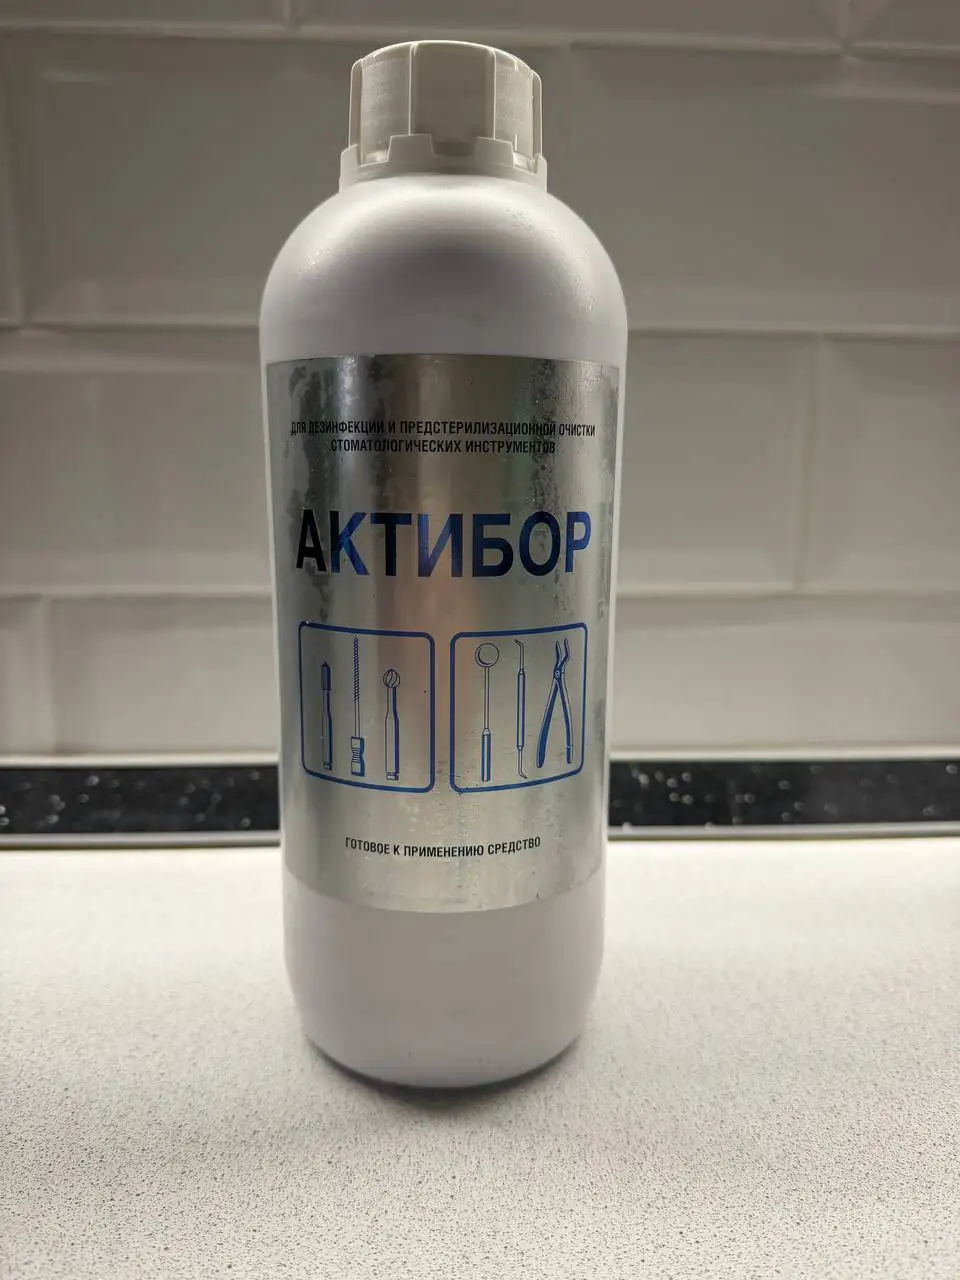 ДЛЯ ДЕЗИНФЕКЦИИ И ПРЕДСТЕРИЛИЗАЦИОННОЙ ОЧИСТКИ
СТОМАТОЛОГИЧЕСКИХ ИНСТРУМЕНТОВ
АКТИБОР
ГОТОВОЕ К ПРИМЕНЕНИЮ СРЕДСТВО